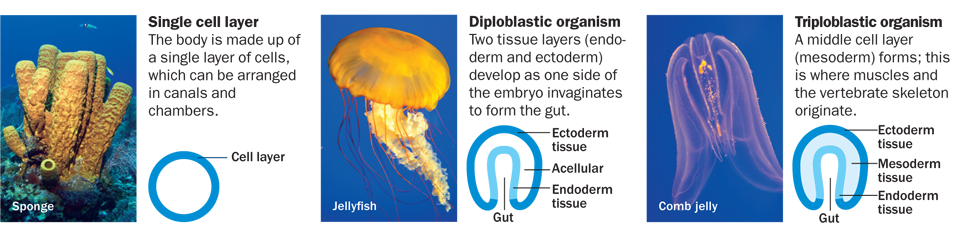 Single cell layer
The body is made up of
a single layer of cells,
which can be arranged
in canals and
chambers.
Cell layer
Sponge
Diploblastic organism
Two tissue layers (endo-
derm and ectoderm)
develop as one side of
the embryo invaginates
to form the gut.
Ectoderm
tissue
Acellular
Endoderm
tissue
Gut
Jellyfish
Triploblastic organism
A middle cell layer
(mesoderm) forms; this
is where muscles and
the vertebrate skeleton
originate.
Ectoderm
tissue
Mesoderm
tissue
Endoderm
tissue
Gut
Comb jelly